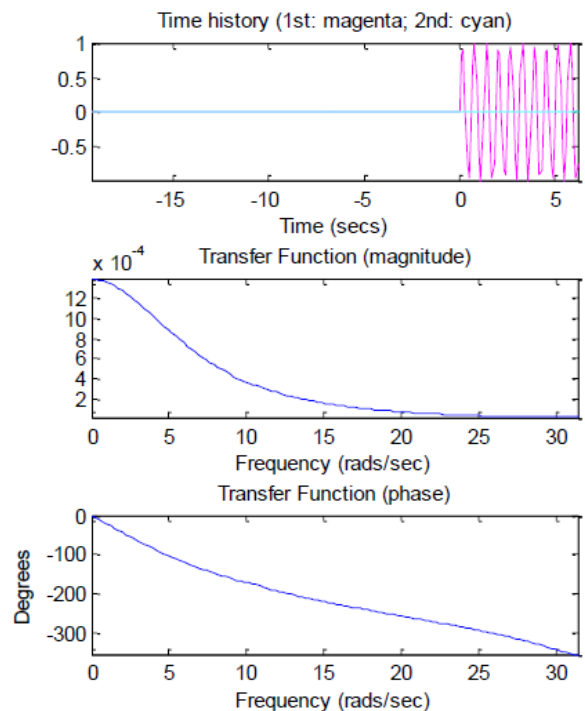 Time history (1st: magenta; 2nd: cyan)
1
0.5
0
-0.5
-15 -10 -5 0 5
Time (secs)
x 10^-4
Transfer Function (magnitude)
12
10
8
6
4
2
0 5 10 15 20 25 30
Frequency (rads/sec)
Transfer Function (phase)
Degrees
0
-100
-200
-300
0 5 10 15 20 25 30
Frequency (rads/sec)